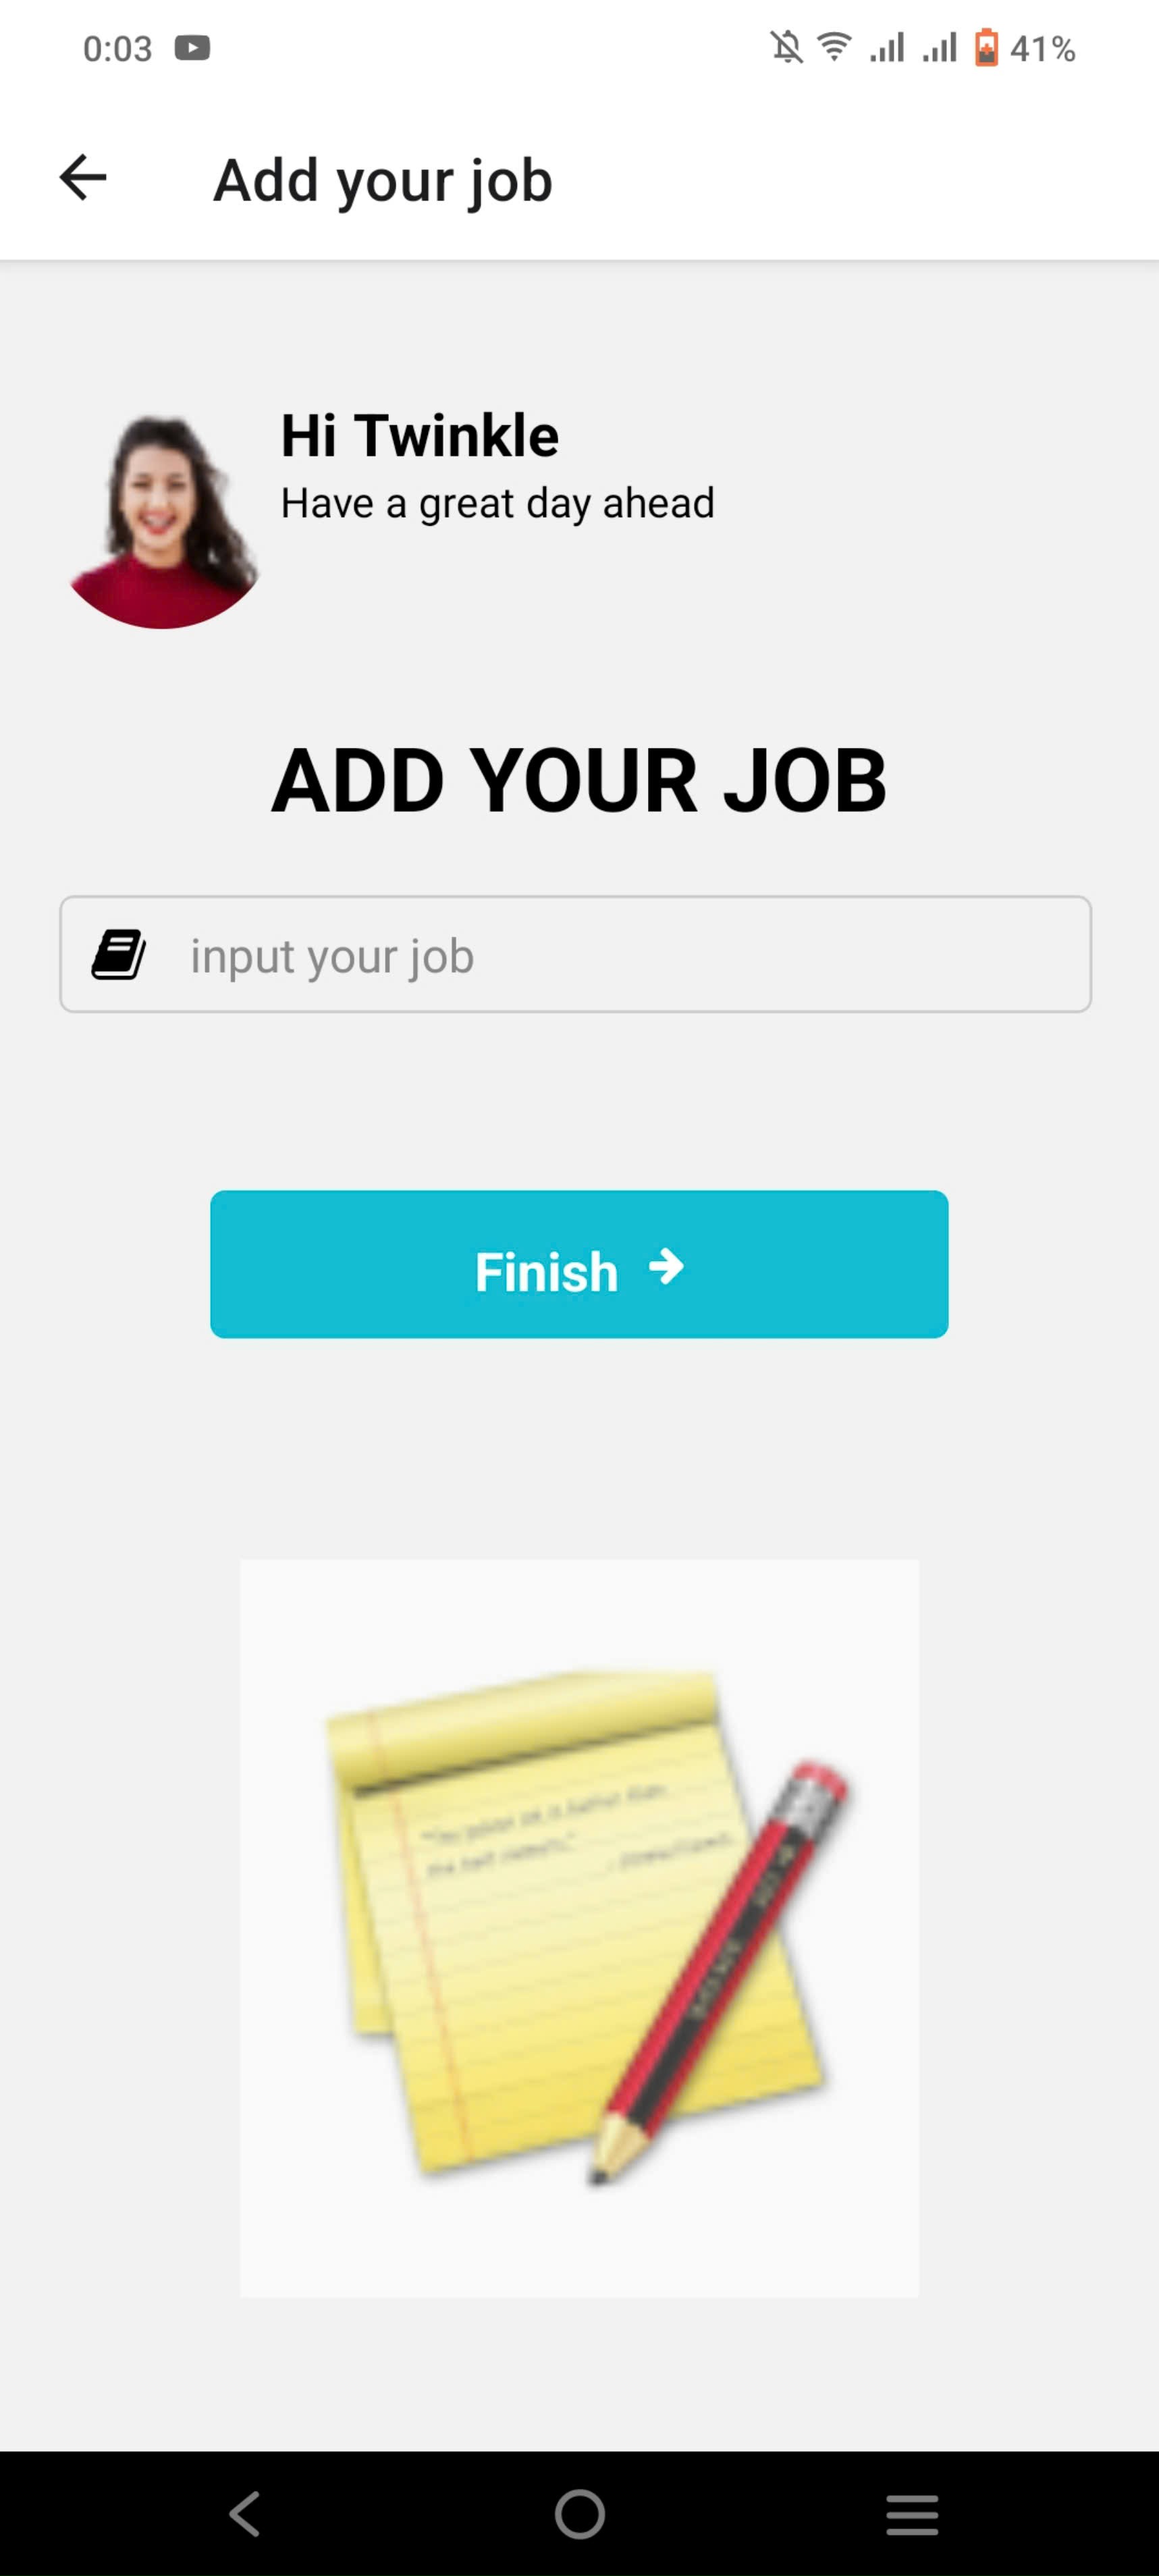 0:03 41%
Add your job
Hi Twinkle
Have a great day ahead
ADD YOUR JOB
input your job
Finish